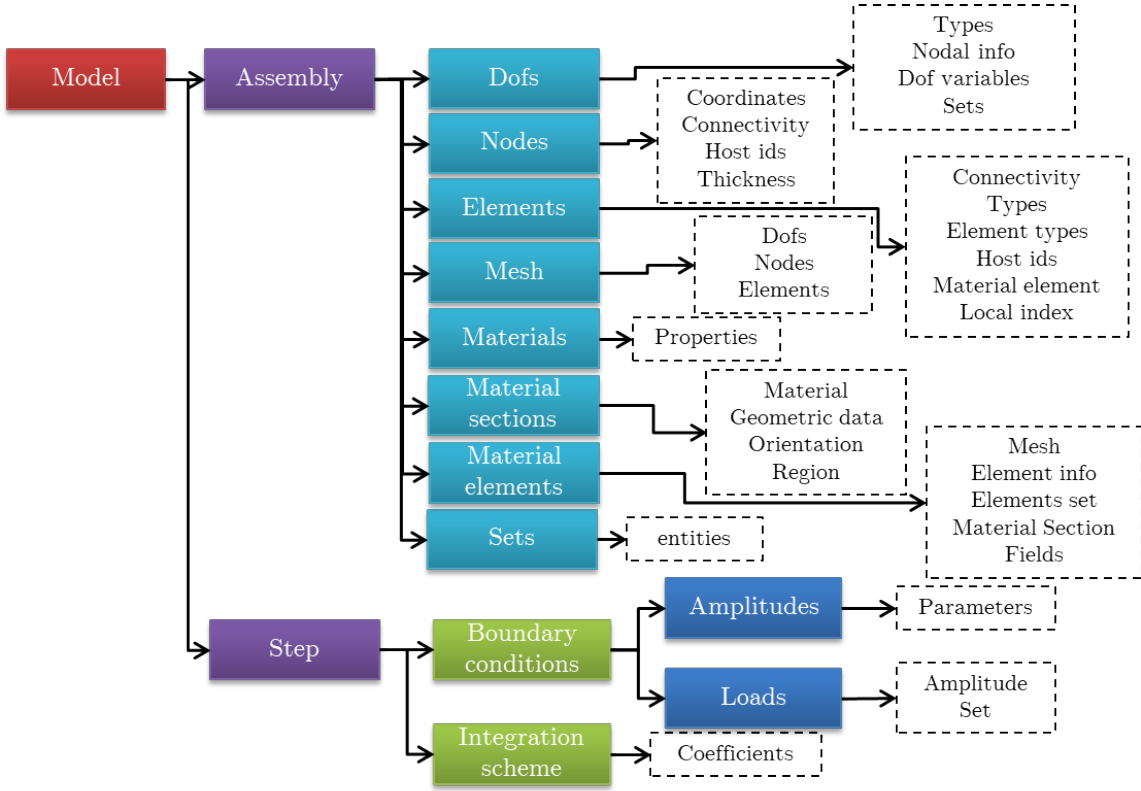 Model
Assembly
Dofs
Types
Nodal info
Dof variables
Sets
Nodes
Coordinates
Connectivity
Host ids
Thickness
Elements
Connectivity
Types
Element types
Host ids
Material element
Local index
Mesh
Dofs
Nodes
Elements
Materials
Properties
Material
sections
Material
Geometric data
Orientation
Region
Material
elements
Mesh
Element info
Elements set
Material Section
Fields
Sets
entities
Step
Boundary
conditions
Amplitudes
Parameters
Loads
Amplitude
Set
Integration
scheme
Coefficients